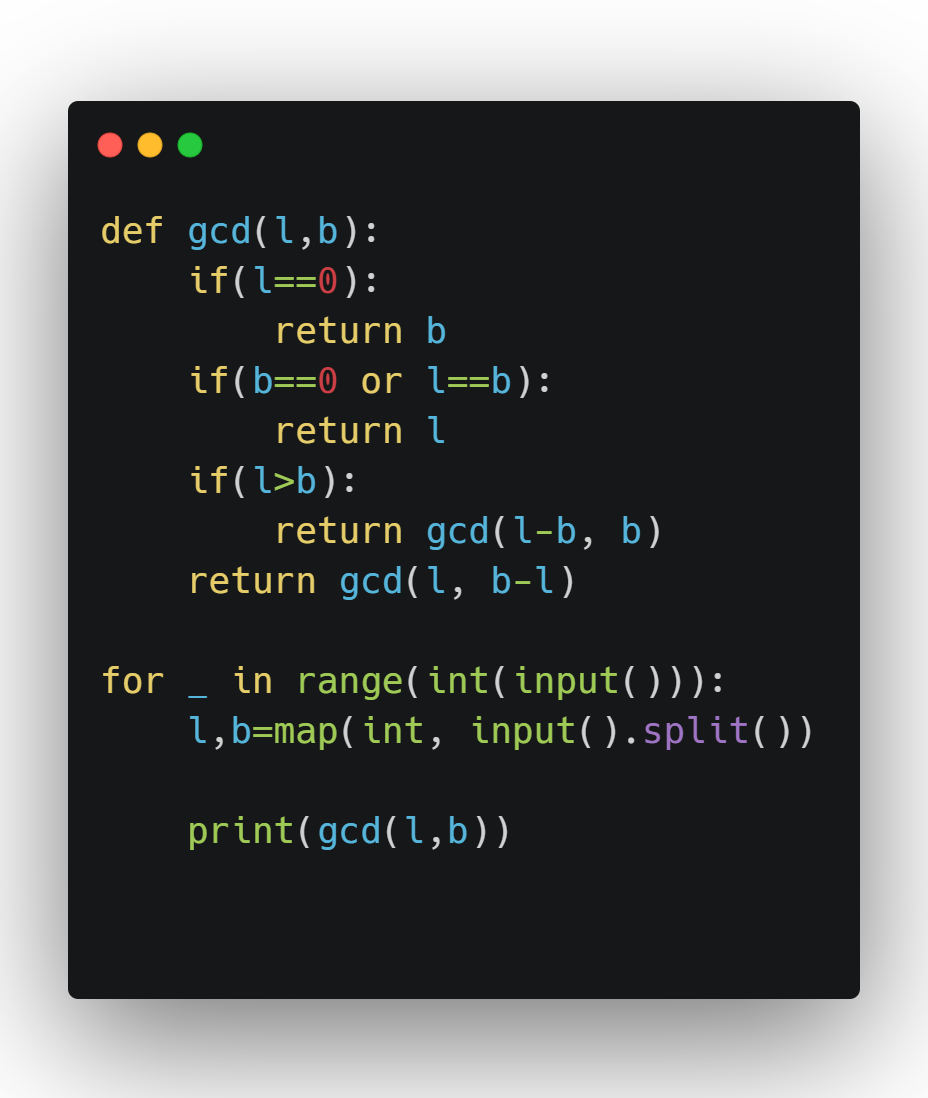 def gcd(l,b):
    if(l==0):
        return b
    if(b==0 or l==b):
        return l
    if(l>b):
        return gcd(l-b, b)
    return gcd(l, b-l)

for _ in range(int(input())):
    l,b=map(int, input().split())

    print(gcd(l,b))